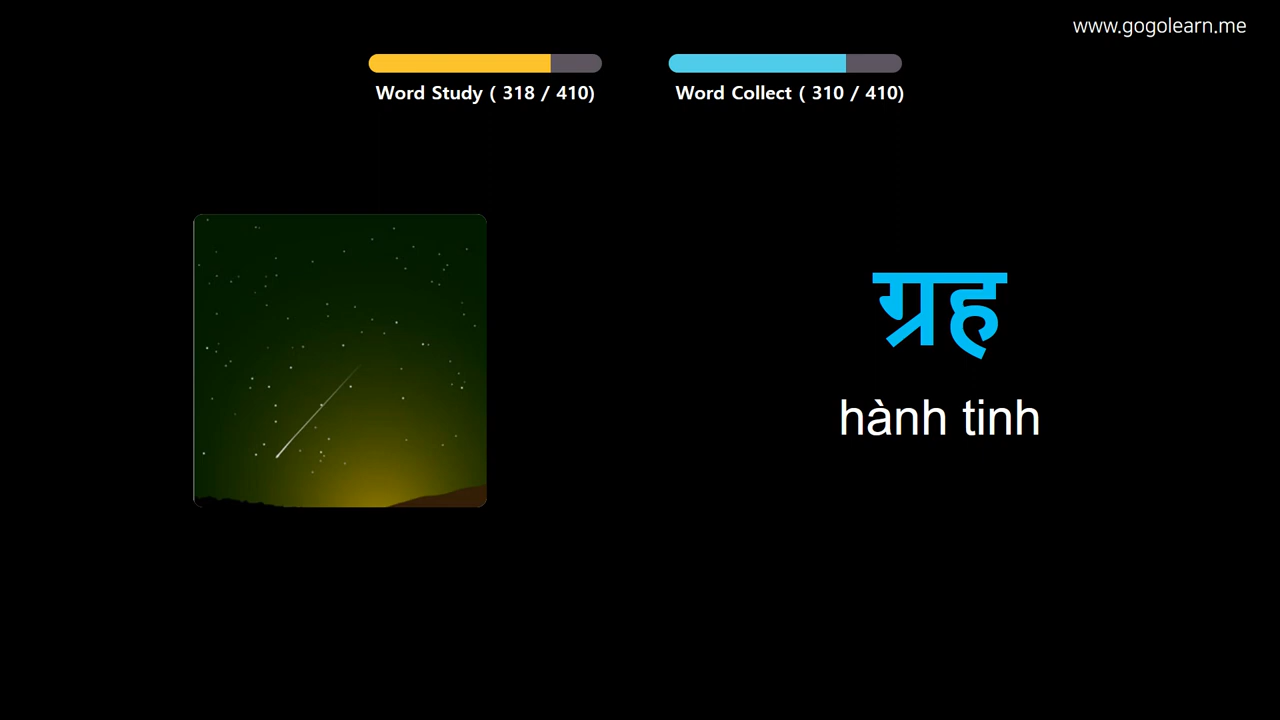 www.gogolearn.me
Word Study ( 318 / 410)
Word Collect ( 310 / 410)
ग्रह
hành tinh